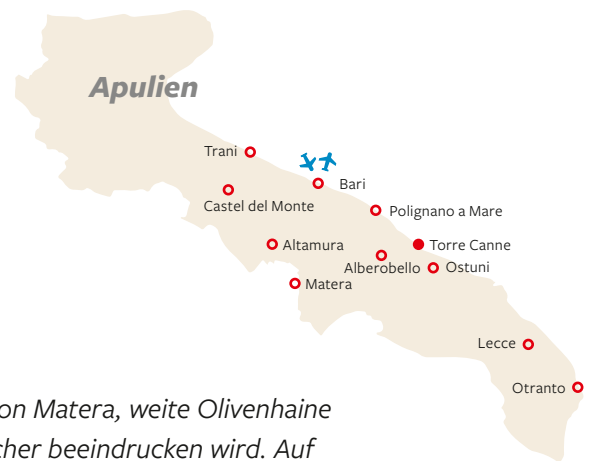 Apulien
Trani
Bari
Castel del Monte
Polignano a Mare
Altamura
Torre Canne
Alberobello
Ostuni
Matera
Lecce
Otranto
on Matera, weite Olivenhaine
cher beeindrucken wird. Auf